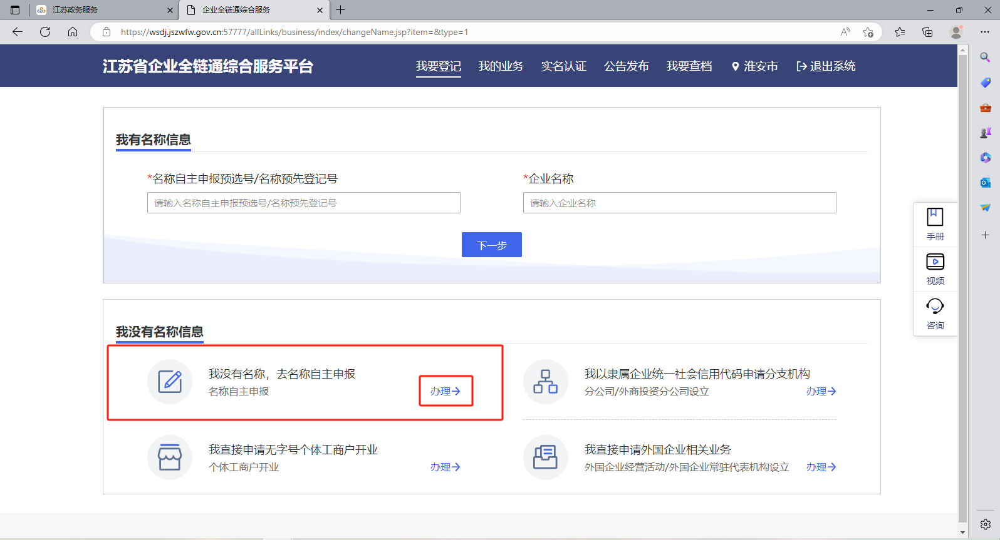 江苏政务服务
企业全链通综合服务
https://wsdj.jszwfw.gov.cn:57777/allLinks/business/index/changeName.jsp?item=&type=1
江苏省企业全链通综合服务平台
我要登记
我的业务
实名认证
公告发布
我要查档
淮安市
退出系统
我有名称信息
*名称自主申报预选号/名称预先登记号
*企业名称
请输入名称自主申报预选号/名称预先登记号
请输入企业名称
下一步
手册
视频
咨询
我没有名称信息
我没有名称，去名称自主申报
名称自主申报
办理
我以隶属企业统一社会信用代码申请分支机构
分公司/外商投资分公司设立
办理
我直接申请无字号个体工商户开业
个体工商户开业
办理
我直接申请外国企业相关业务
外国企业经营活动/外国企业常驻代表机构设立
办理